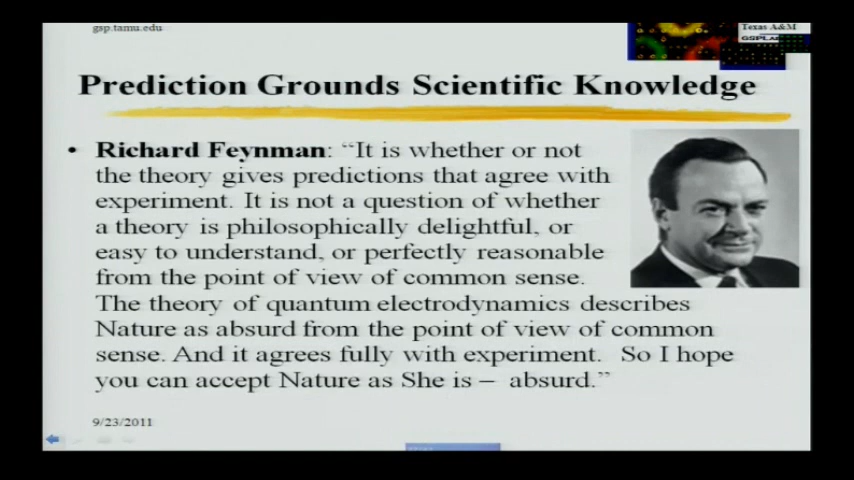 gsp.tamu.edu
Texas A&M
GSPLAB
Prediction Grounds Scientific Knowledge
• Richard Feynman: “It is whether or not
the theory gives predictions that agree with
experiment. It is not a question of whether
a theory is philosophically delightful, or
easy to understand, or perfectly reasonable
from the point of view of common sense.
The theory of quantum electrodynamics describes
Nature as absurd from the point of view of common
sense. And it agrees fully with experiment. So I hope
you can accept Nature as She is – absurd.”
9/23/2011